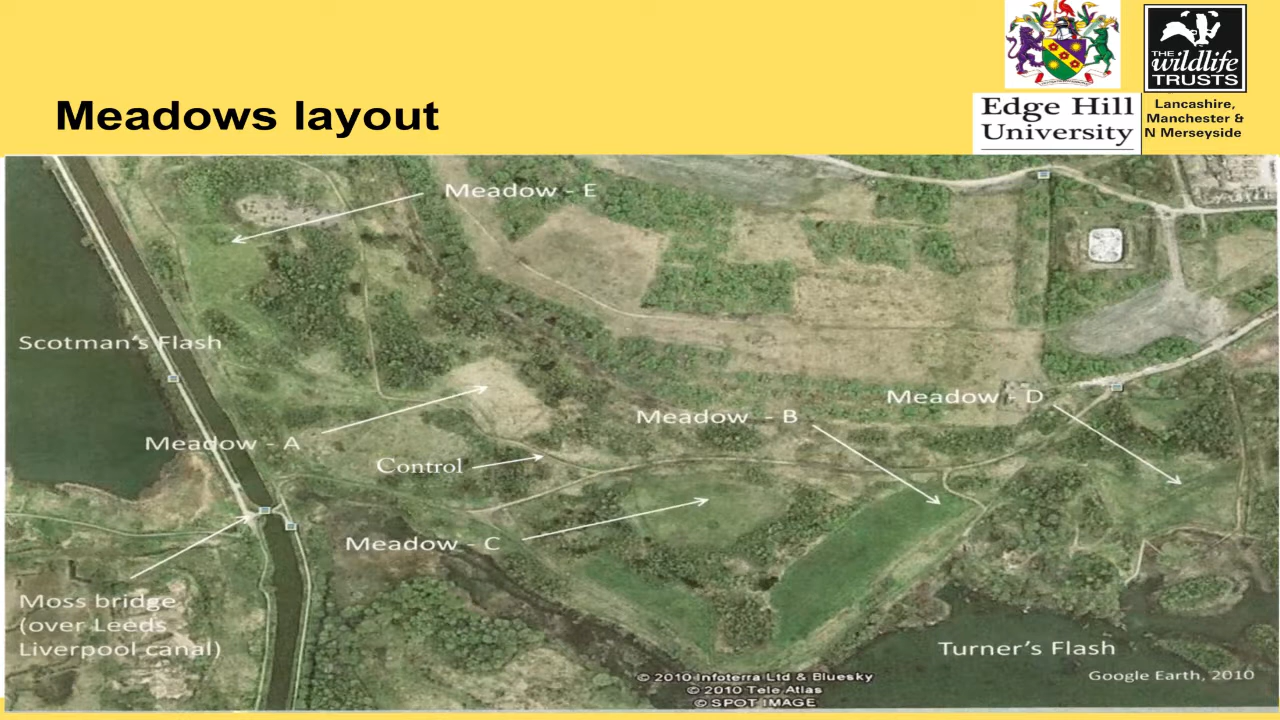 THE
wildlife
TRUSTS
Lancashire,
Manchester &
N Merseyside
Edge Hill
University
Meadows layout
Meadow - E
Scotman's Flash
Meadow - A
Control
Meadow - B
Meadow - D
Meadow - C
Moss bridge
(over Leeds
Liverpool canal)
Turner's Flash
Google Earth, 2010
© 2010 Infoterra Ltd & Bluesky
© 2010 Tele Atlas
© SPOT IMAGE